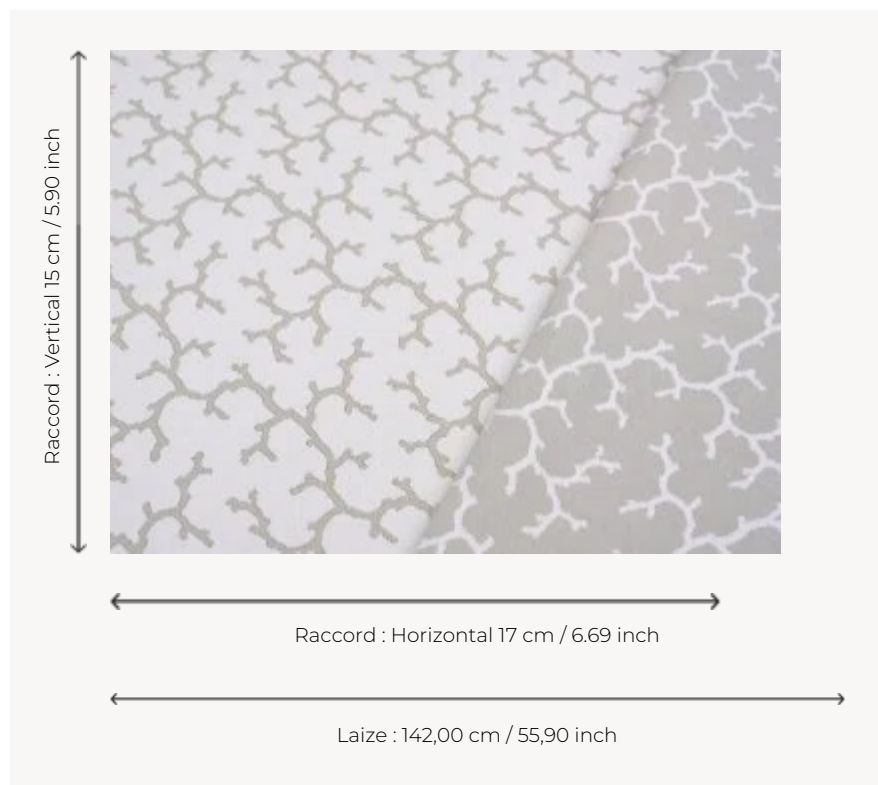 Raccord : Vertical 15 cm / 5.90 inch
Raccord : Horizontal 17 cm / 6.69 inch
Laize : 142,00 cm / 55,90 inch